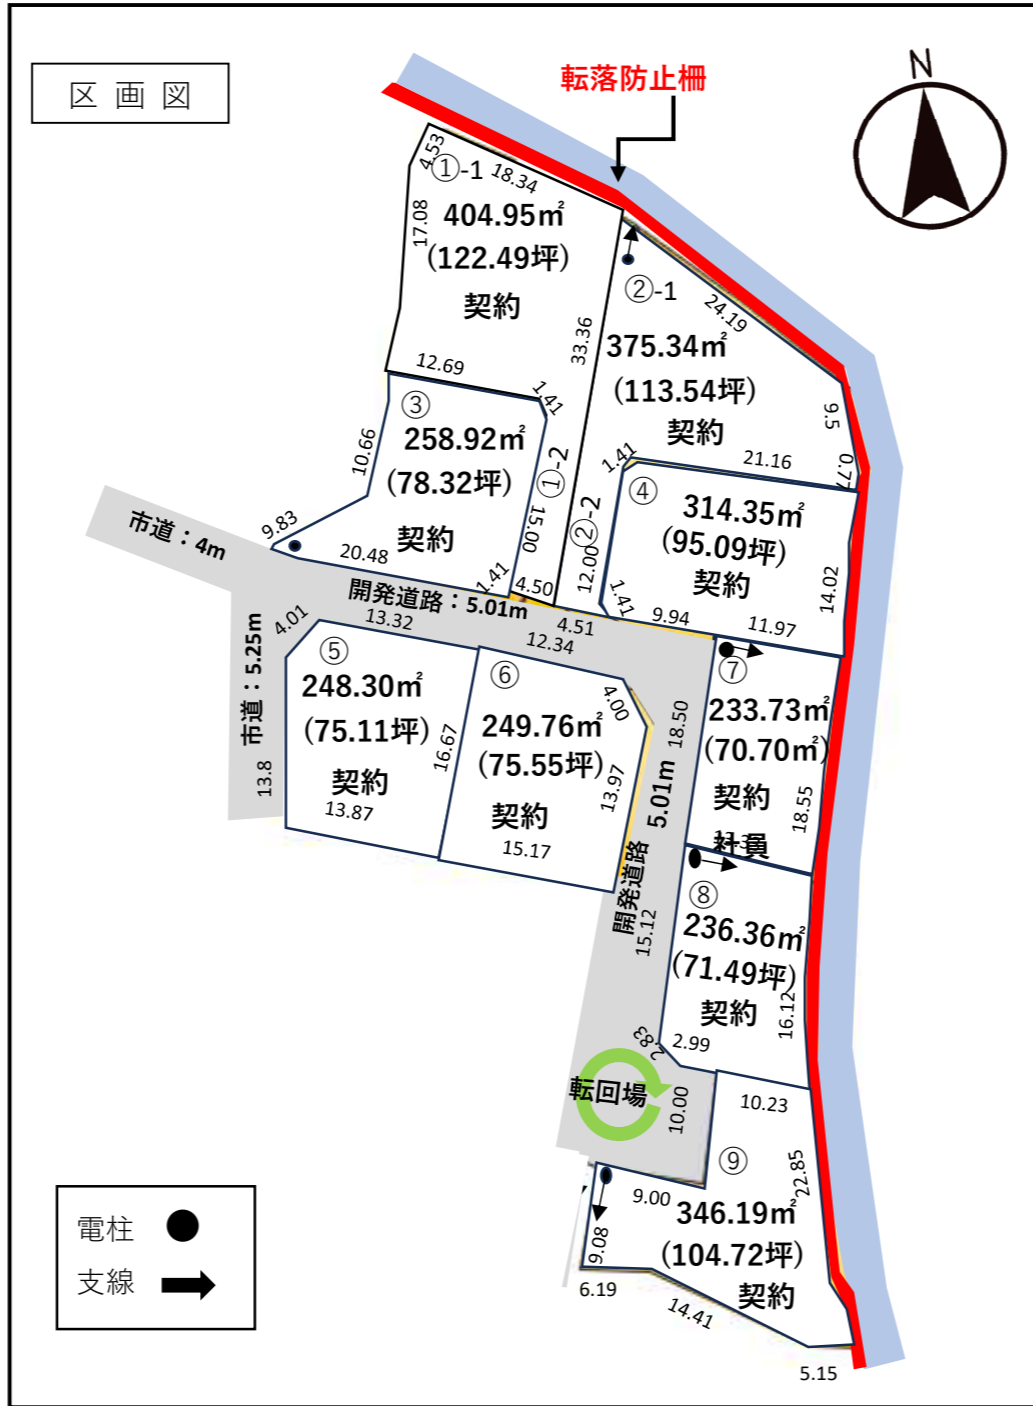 区画図
転落防止柵
N
4.53
①-1
18.34
17.08
404.95㎡
(122.49坪)
契約
12.69
33.36
②-1
24.19
375.34㎡
(113.54坪)
契約
9.5
0.77
21.16
1.41
③
1.41
258.92㎡
(78.32坪)
契約
10.66
9.83
20.48
1.41
15.00
①-2
4.50
②-2
12.00
④
314.35㎡
(95.09坪)
契約
14.02
1.41
9.94
11.97
4.51
市道：4m
開発道路：5.01m
市道：5.25m
4.01
13.32
12.34
⑤
248.30㎡
(75.11坪)
契約
13.87
13.8
16.67
⑥
249.76㎡
(75.55坪)
契約
15.17
4.00
13.97
開発道路 5.01m
18.50
⑦
233.73㎡
(70.70㎡)
契約
社員
18.55
15.12
⑧
236.36㎡
(71.49坪)
契約
16.12
2.83
2.99
転回場
10.00
10.23
⑨
346.19㎡
(104.72坪)
契約
22.85
9.00
9.08
6.19
14.41
5.15
電柱
支線